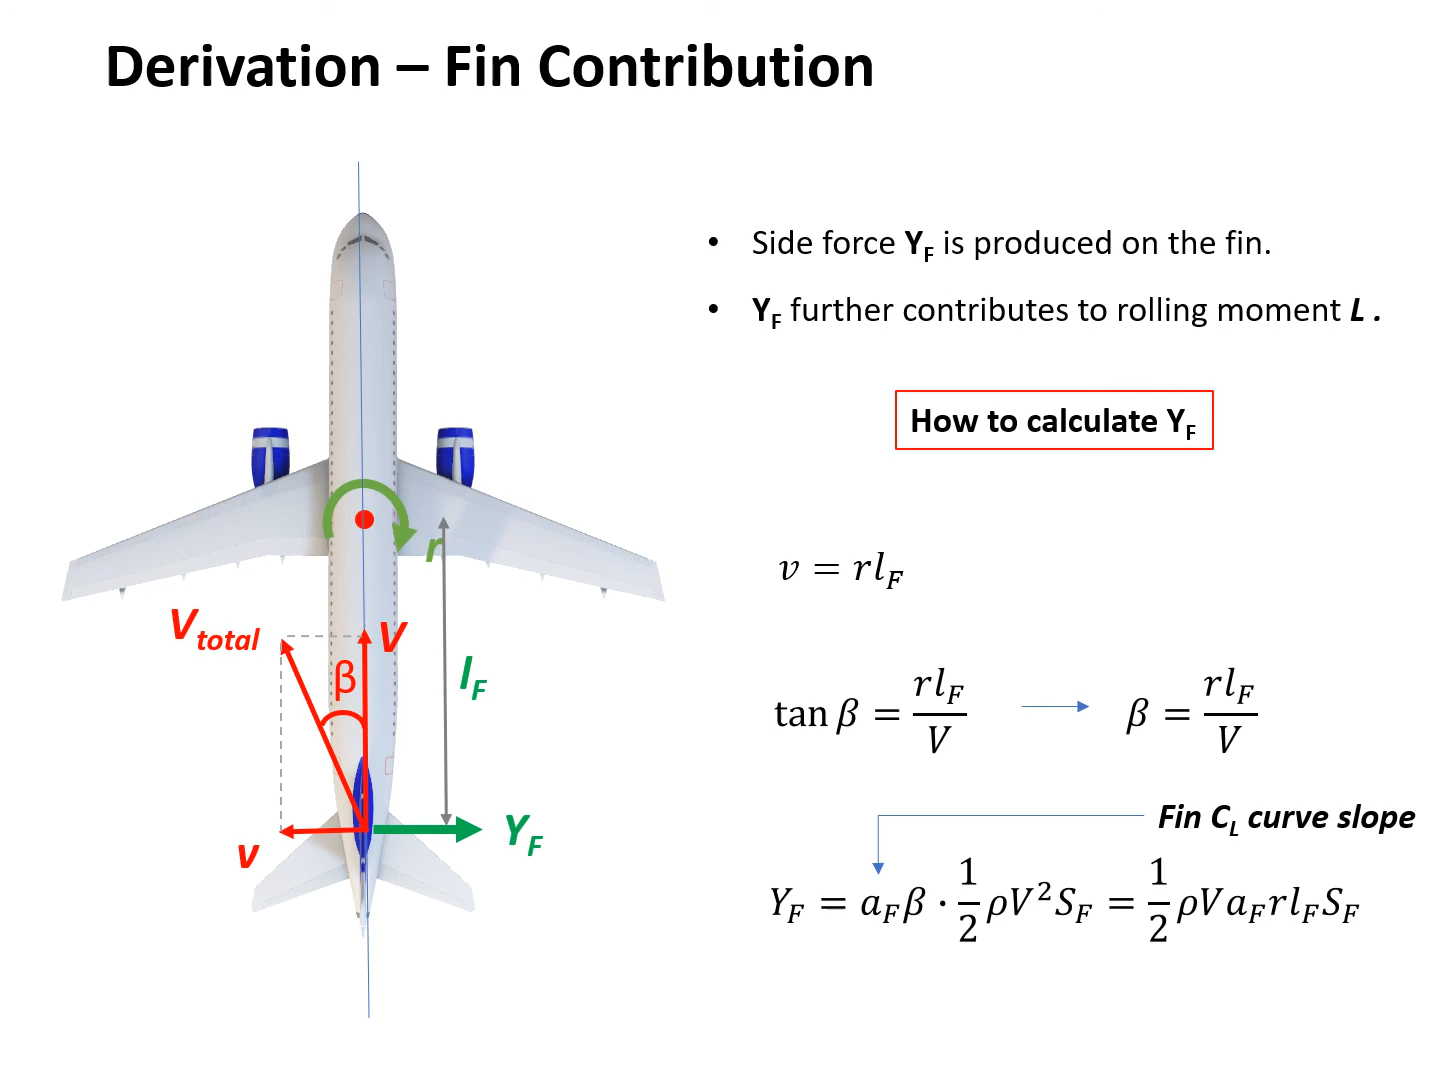 Derivation – Fin Contribution
• Side force Y_F is produced on the fin.
• Y_F further contributes to rolling moment L .
How to calculate Y_F
r
V_total
V
β
l_F
v
Y_F
v = rl_F
tan β = rl_F / V
β = rl_F / V
Fin C_L curve slope
Y_F = a_F β · 1/2 ρV² S_F = 1/2 ρV a_F r l_F S_F